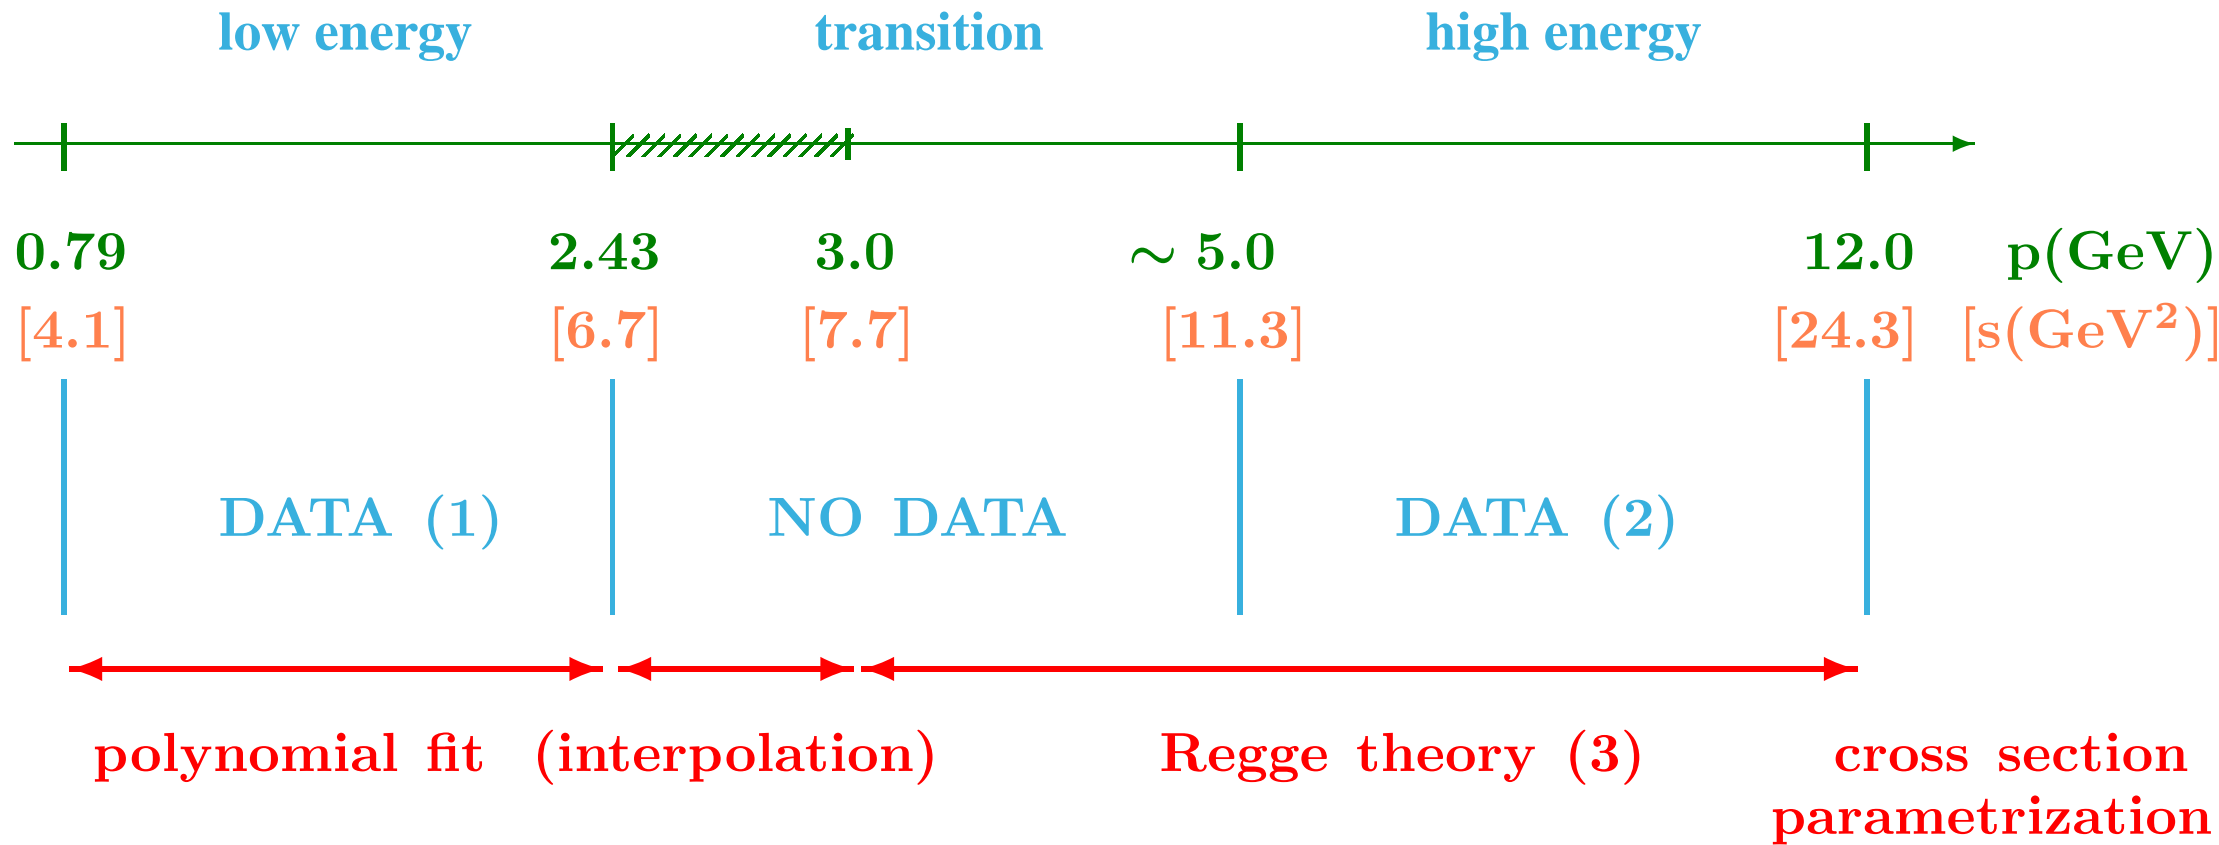 low energy transition high energy
0.79 2.43 3.0 ∼ 5.0 12.0 p(GeV)
[4.1] [6.7] [7.7] [11.3] [24.3] [s(GeV²)]
DATA (1) NO DATA DATA (2)
polynomial fit (interpolation) Regge theory (3) cross section
parametrization